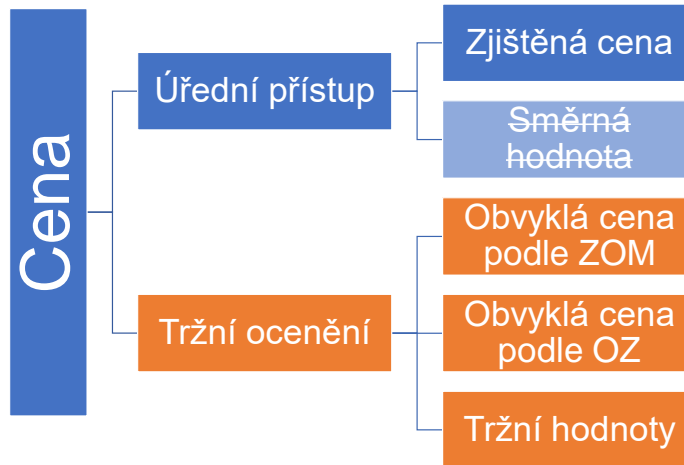 Cena
Úřední přístup
Zjištěná cena
Směrná
hodnota
Tržní ocenění
Obvyklá cena
podle ZOM
Obvyklá cena
podle OZ
Tržní hodnoty